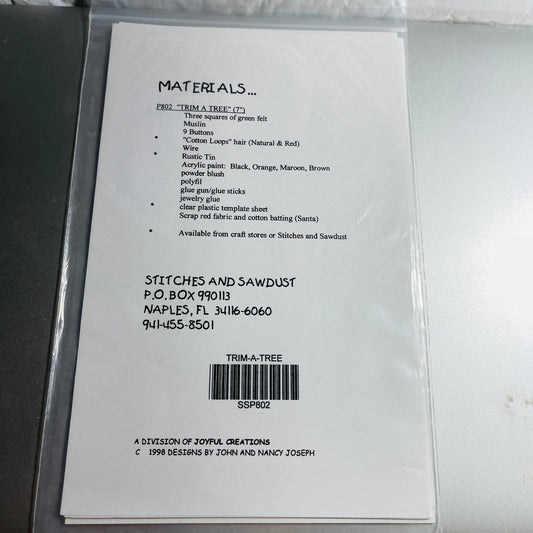 MATERIALS...
P802 "TRIM A TREE" (7")
Three squares of green felt
Muslin
9 Buttons
* "Cotton Loops" hair (Natural & Red)
Wire
* Rustic Tin
Acrylic paint: Black, Orange, Maroon, Brown
powder blush
polyfil
glue gun/glue sticks
jewelry glue
* clear plastic template sheet
Scrap red fabric and cotton batting (Santa)
* Available from craft stores or Stitches and Sawdust
STITCHES AND SAWDUST
P.O. BOX 990113
NAPLES, FL 34116-6060
941-455-8501
TRIM-A-TREE
SSP802
A DIVISION OF JOYFUL CREATIONS
C 1998 DESIGNS BY JOHN AND NANCY JOSEPH